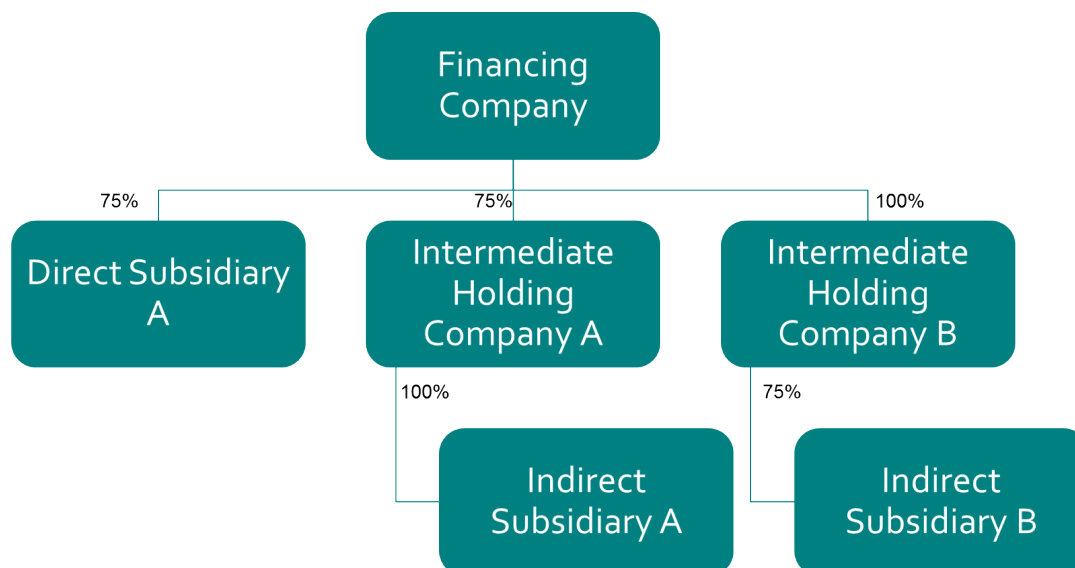 Financing
Company
75%
75%
100%
Direct Subsidiary
A
Intermediate
Holding
Company A
Intermediate
Holding
Company B
100%
75%
Indirect
Subsidiary A
Indirect
Subsidiary B